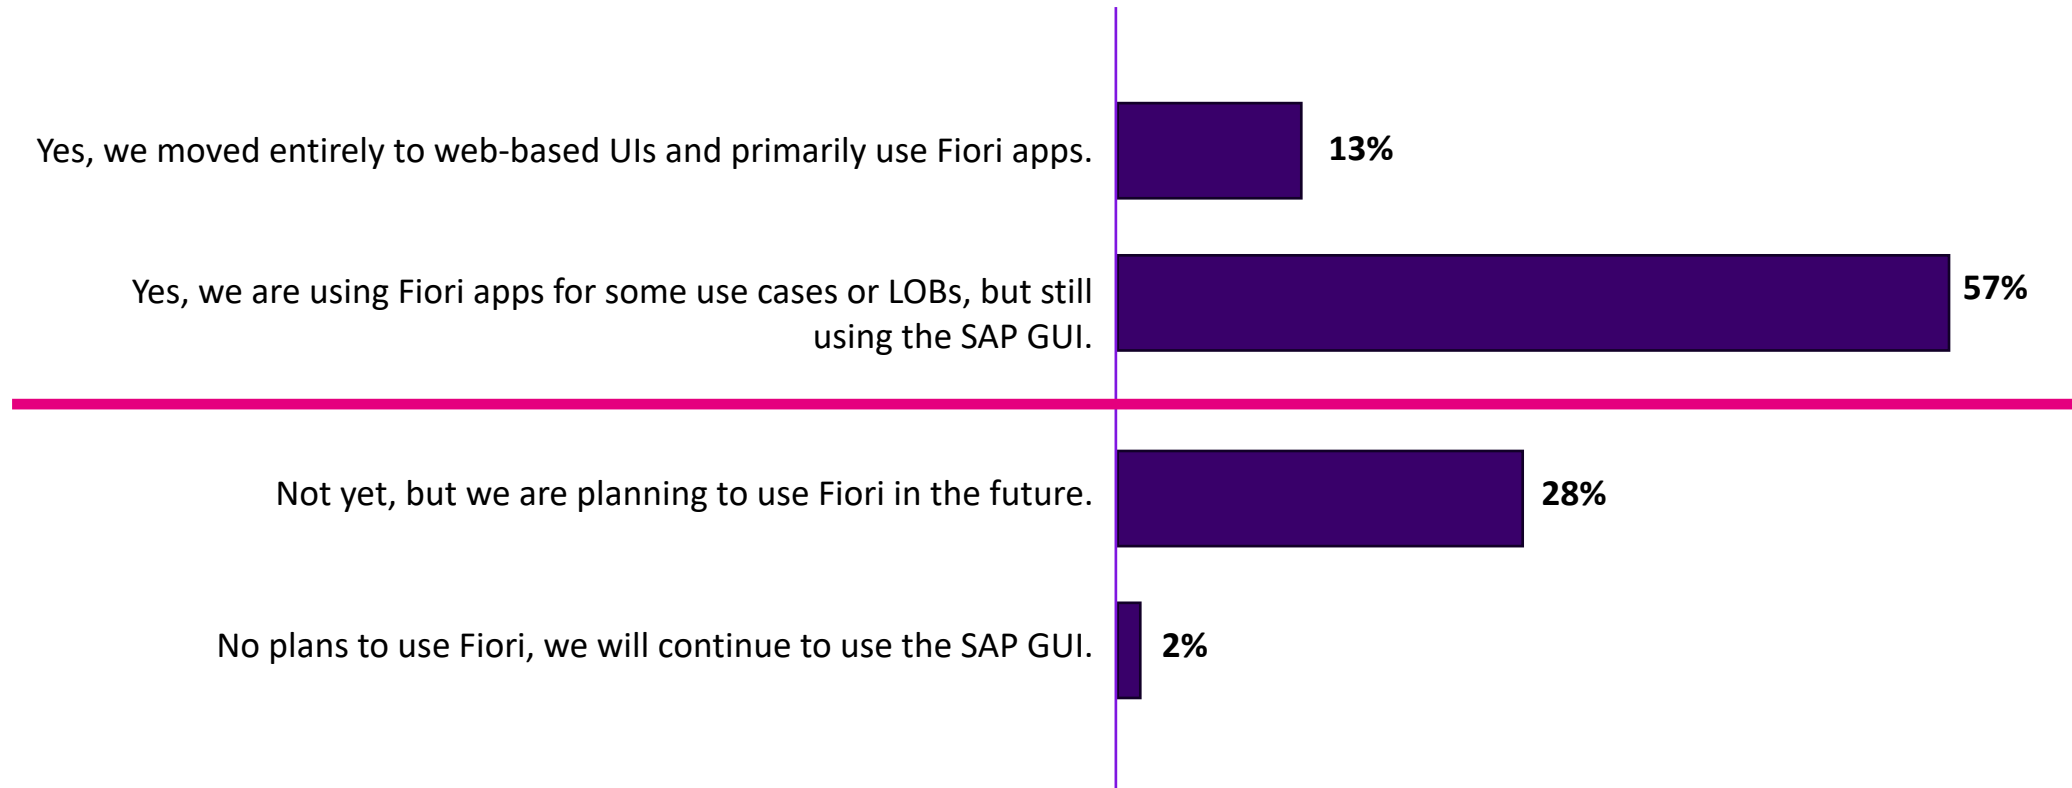 Yes, we moved entirely to web-based UIs and primarily use Fiori apps.
13%
Yes, we are using Fiori apps for some use cases or LOBs, but still
using the SAP GUI.
57%
Not yet, but we are planning to use Fiori in the future.
28%
No plans to use Fiori, we will continue to use the SAP GUI.
2%